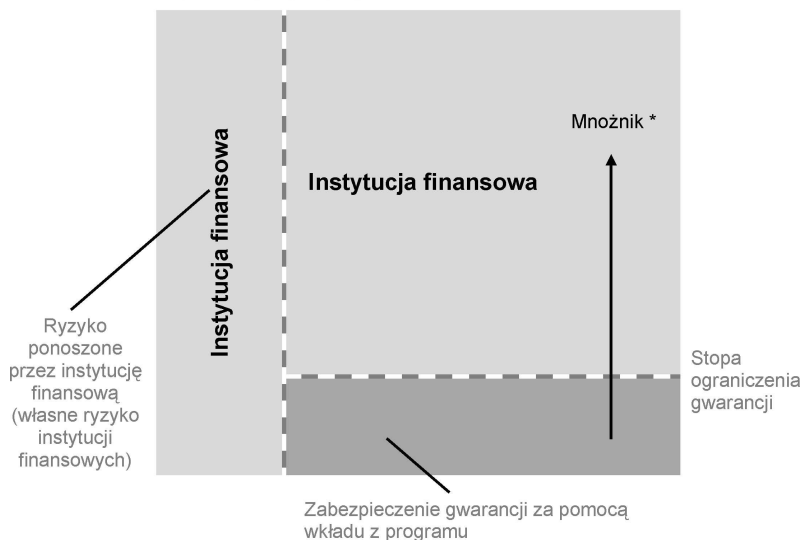 Mnożnik *
Instytucja finansowa
Instytucja finansowa
Ryzyko
ponoszone
przez instytucję
finansową
(własne ryzyko
instytucji
finansowych)
Stopa
ograniczenia
gwarancji
Zabezpieczenie gwarancji za pomocą
wkładu z programu